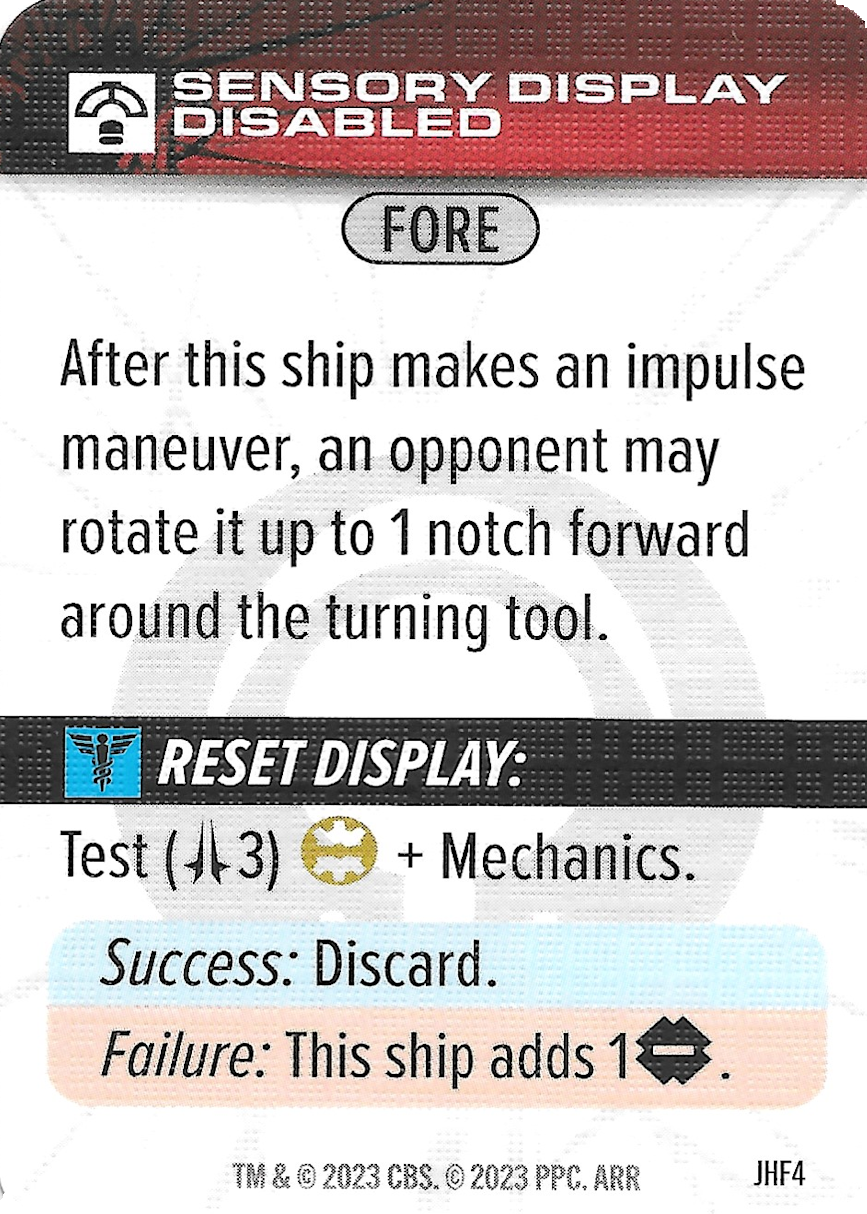 SENSORY DISPLAY
DISABLED
FORE
After this ship makes an impulse
maneuver, an opponent may
rotate it up to 1 notch forward
around the turning tool.
RESET DISPLAY:
Test (3) + Mechanics.
Success: Discard.
Failure: This ship adds 1.
TM & © 2023 CBS. © 2023 PPC. ARR
JHF4